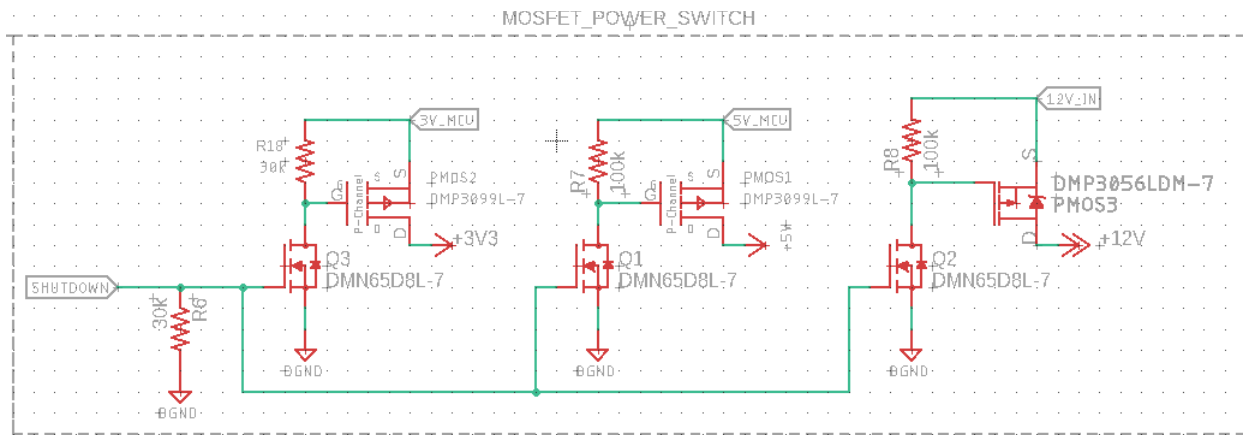 MOSFET_POWER_SWITCH
3V_MCU
5V_MCU
12V_IN
R18
30k
R7
100k
R8
100k
S
S
S
G
G
S
PMOS2
DMP3099L-7
P-Channel
D
D
+3V3
G
G
S
PMOS1
DMP3099L-7
P-Channel
D
D
+5V
DMP3056LDM-7
PMOS3
D
+12V
SHUTDOWN
30K
R6
Q3
DMN65D8L-7
Q1
DMN65D8L-7
Q2
DMN65D8L-7
DGND
DGND
DGND
DGND